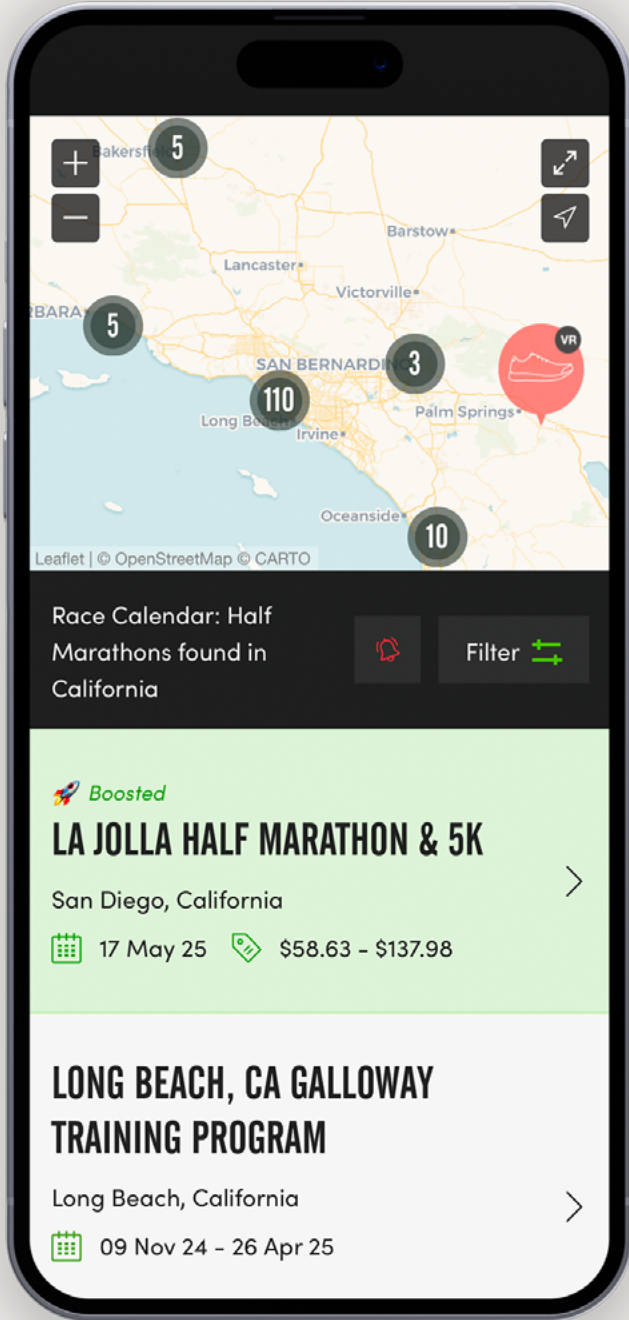 5
Bakersfi
Barstow
Lancaster
Victorville
RBARA
5
VR
SAN BERNARDINO
3
110
Long Beach
Palm Springs
Irvine
Oceanside
10
Leaflet | © OpenStreetMap © CARTO
Race Calendar: Half
Marathons found in
California
Filter
Boosted
LA JOLLA HALF MARATHON & 5K
San Diego, California
17 May 25
$58.63 - $137.98
LONG BEACH, CA GALLOWAY
TRAINING PROGRAM
Long Beach, California
09 Nov 24 - 26 Apr 25